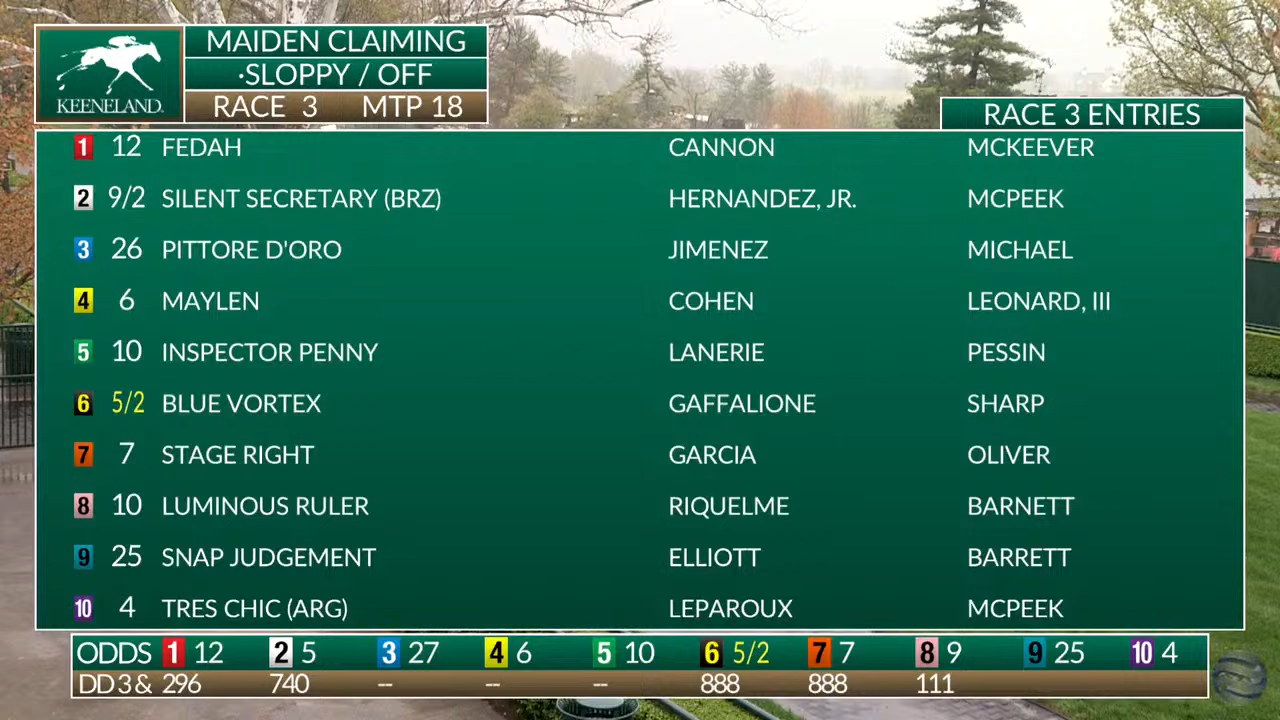 KEENELAND.
MAIDEN CLAIMING
·SLOPPY / OFF
RACE 3 MTP 18
RACE 3 ENTRIES
1 12 FEDAH CANNON MCKEEVER
2 9/2 SILENT SECRETARY (BRZ) HERNANDEZ, JR. MCPEEK
3 26 PITTORE D'ORO JIMENEZ MICHAEL
4 6 MAYLEN COHEN LEONARD, III
5 10 INSPECTOR PENNY LANERIE PESSIN
6 5/2 BLUE VORTEX GAFFALIONE SHARP
7 7 STAGE RIGHT GARCIA OLIVER
8 10 LUMINOUS RULER RIQUELME BARNETT
9 25 SNAP JUDGEMENT ELLIOTT BARRETT
10 4 TRES CHIC (ARG) LEPAROUX MCPEEK
ODDS 1 12 2 5 3 27 4 6 5 10 6 5/2 7 7 8 9 9 25 10 4
DD 3 & 296 740 -- -- -- 888 888 111